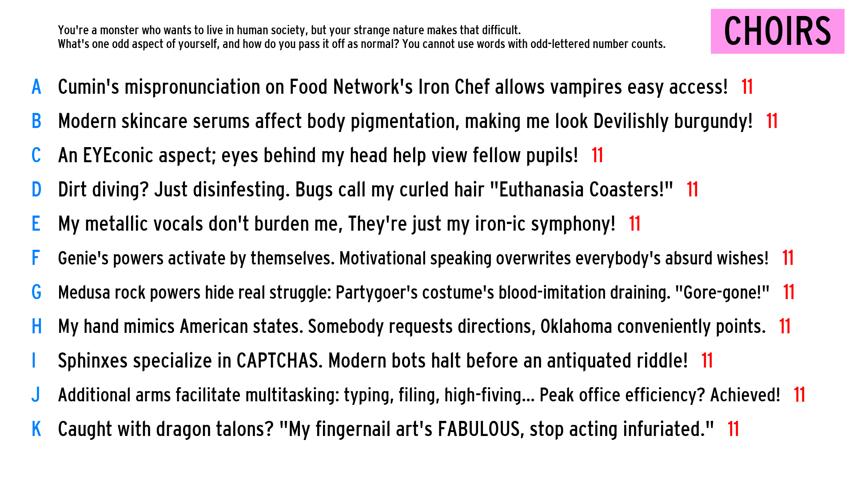 You're a monster who wants to live in human society, but your strange nature makes that difficult.
What's one odd aspect of yourself, and how do you pass it off as normal? You cannot use words with odd-lettered number counts.
CHOIRS
A Cumin's mispronunciation on Food Network's Iron Chef allows vampires easy access! 11
B Modern skincare serums affect body pigmentation, making me look Devilishly burgundy! 11
C An EYEconic aspect; eyes behind my head help view fellow pupils! 11
D Dirt diving? Just disinfesting. Bugs call my curled hair "Euthanasia Coasters!" 11
E My metallic vocals don't burden me, They're just my iron-ic symphony! 11
F Genie's powers activate by themselves. Motivational speaking overwrites everybody's absurd wishes! 11
G Medusa rock powers hide real struggle: Partygoer's costume's blood-imitation draining. "Gore-gone!" 11
H My hand mimics American states. Somebody requests directions, Oklahoma conveniently points. 11
I Sphinxes specialize in CAPTCHAS. Modern bots halt before an antiquated riddle! 11
J Additional arms facilitate multitasking: typing, filing, high-fiving... Peak office efficiency? Achieved! 11
K Caught with dragon talons? "My fingernail art's FABULOUS, stop acting infuriated." 11